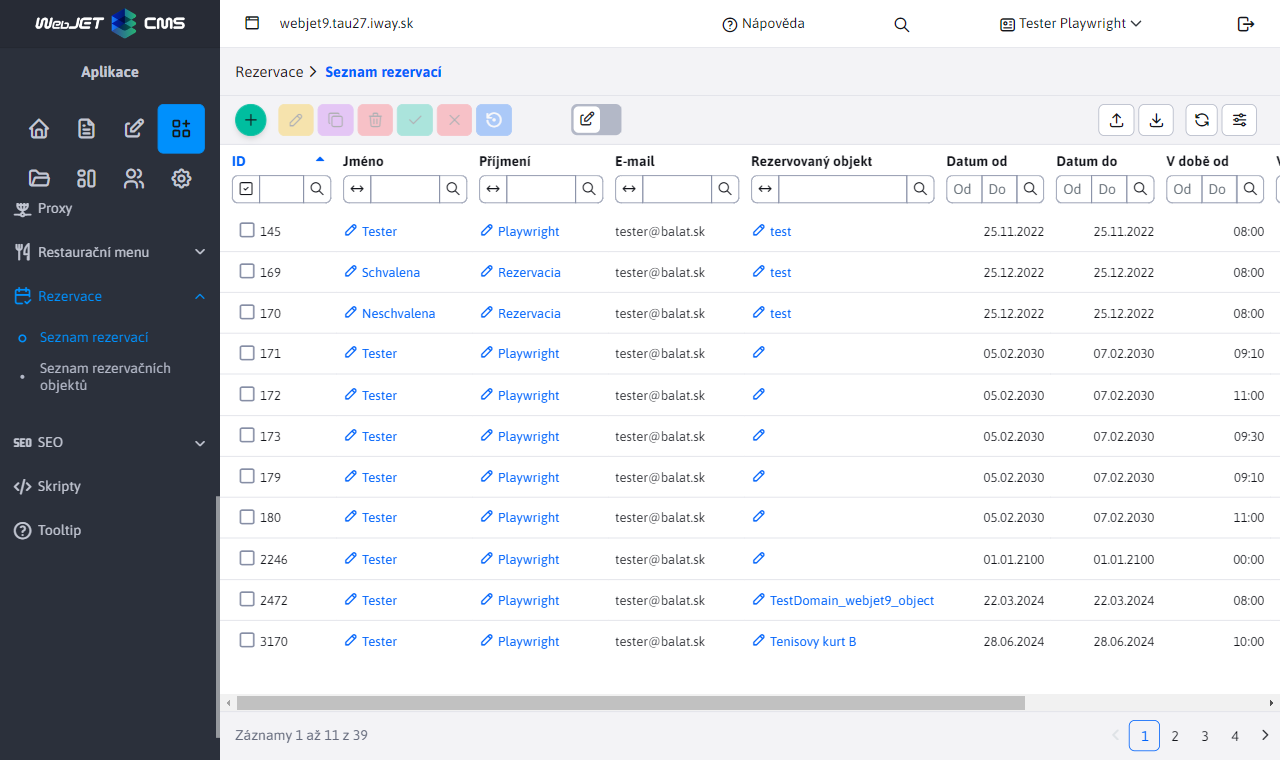 WebJET CMS
webjet9.tau27.iway.sk
Nápověda
Tester Playwright
Aplikace
Proxy
Restaurační menu
Rezervace
Seznam rezervací
Seznam rezervačních
objektů
SEO SEO
Skripty
Tooltip
Rezervace Seznam rezervací
ID Jméno Příjmení E-mail Rezervovaný objekt Datum od Datum do V době od V
Od Do Od Do Od Do
145 Tester Playwright tester@balat.sk test 25.11.2022 25.11.2022 08:00
169 Schvalena Rezervacia tester@balat.sk test 25.12.2022 25.12.2022 08:00
170 Neschvalena Rezervacia tester@balat.sk test 25.12.2022 25.12.2022 08:00
171 Tester Playwright tester@balat.sk 05.02.2030 07.02.2030 09:10
172 Tester Playwright tester@balat.sk 05.02.2030 07.02.2030 11:00
173 Tester Playwright tester@balat.sk 05.02.2030 07.02.2030 09:30
179 Tester Playwright tester@balat.sk 05.02.2030 07.02.2030 09:10
180 Tester Playwright tester@balat.sk 05.02.2030 07.02.2030 11:00
2246 Tester Playwright tester@balat.sk 01.01.2100 01.01.2100 00:00
2472 Tester Playwright tester@balat.sk TestDomain_webjet9_object 22.03.2024 22.03.2024 08:00
3170 Tester Playwright tester@balat.sk Tenisovy kurt B 28.06.2024 28.06.2024 10:00
Záznamy 1 až 11 z 39
1 2 3 4